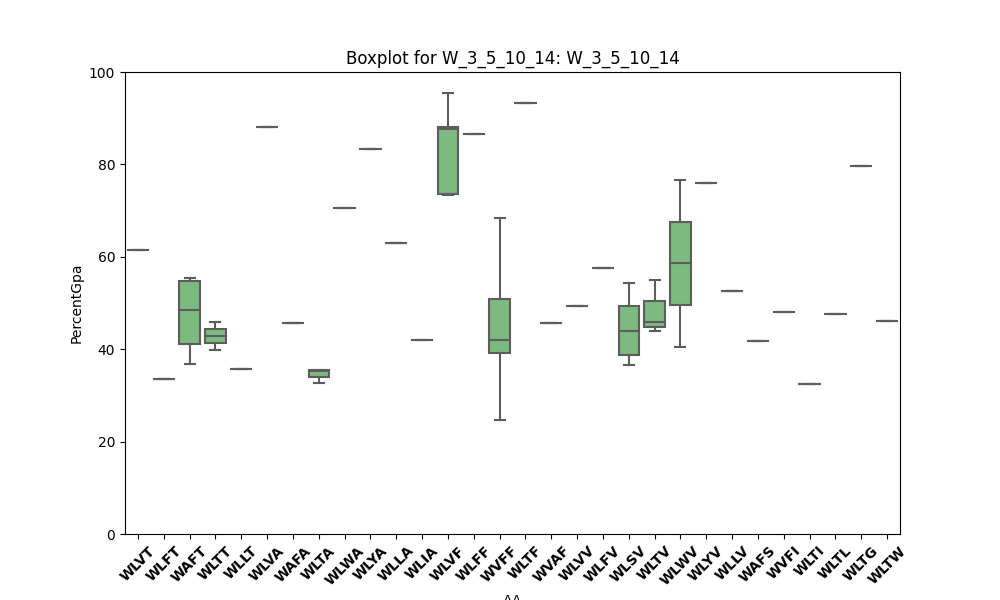 Boxplot for W_3_5_10_14: W_3_5_10_14
PercentGpa
100
80
60
40
20
0
WLVT
WLFT
WAFT
WLTT
WLLT
WLVA
WAFA
WLTA
WLWA
WLYA
WLLA
WLIA
WLVF
WLFF
WVFF
WLTF
WVAF
WLVV
WLFV
WLSV
WLTV
WLWV
WLYV
WLLV
WAFS
WVFI
WLTI
WLTL
WLTG
WLTW
AA